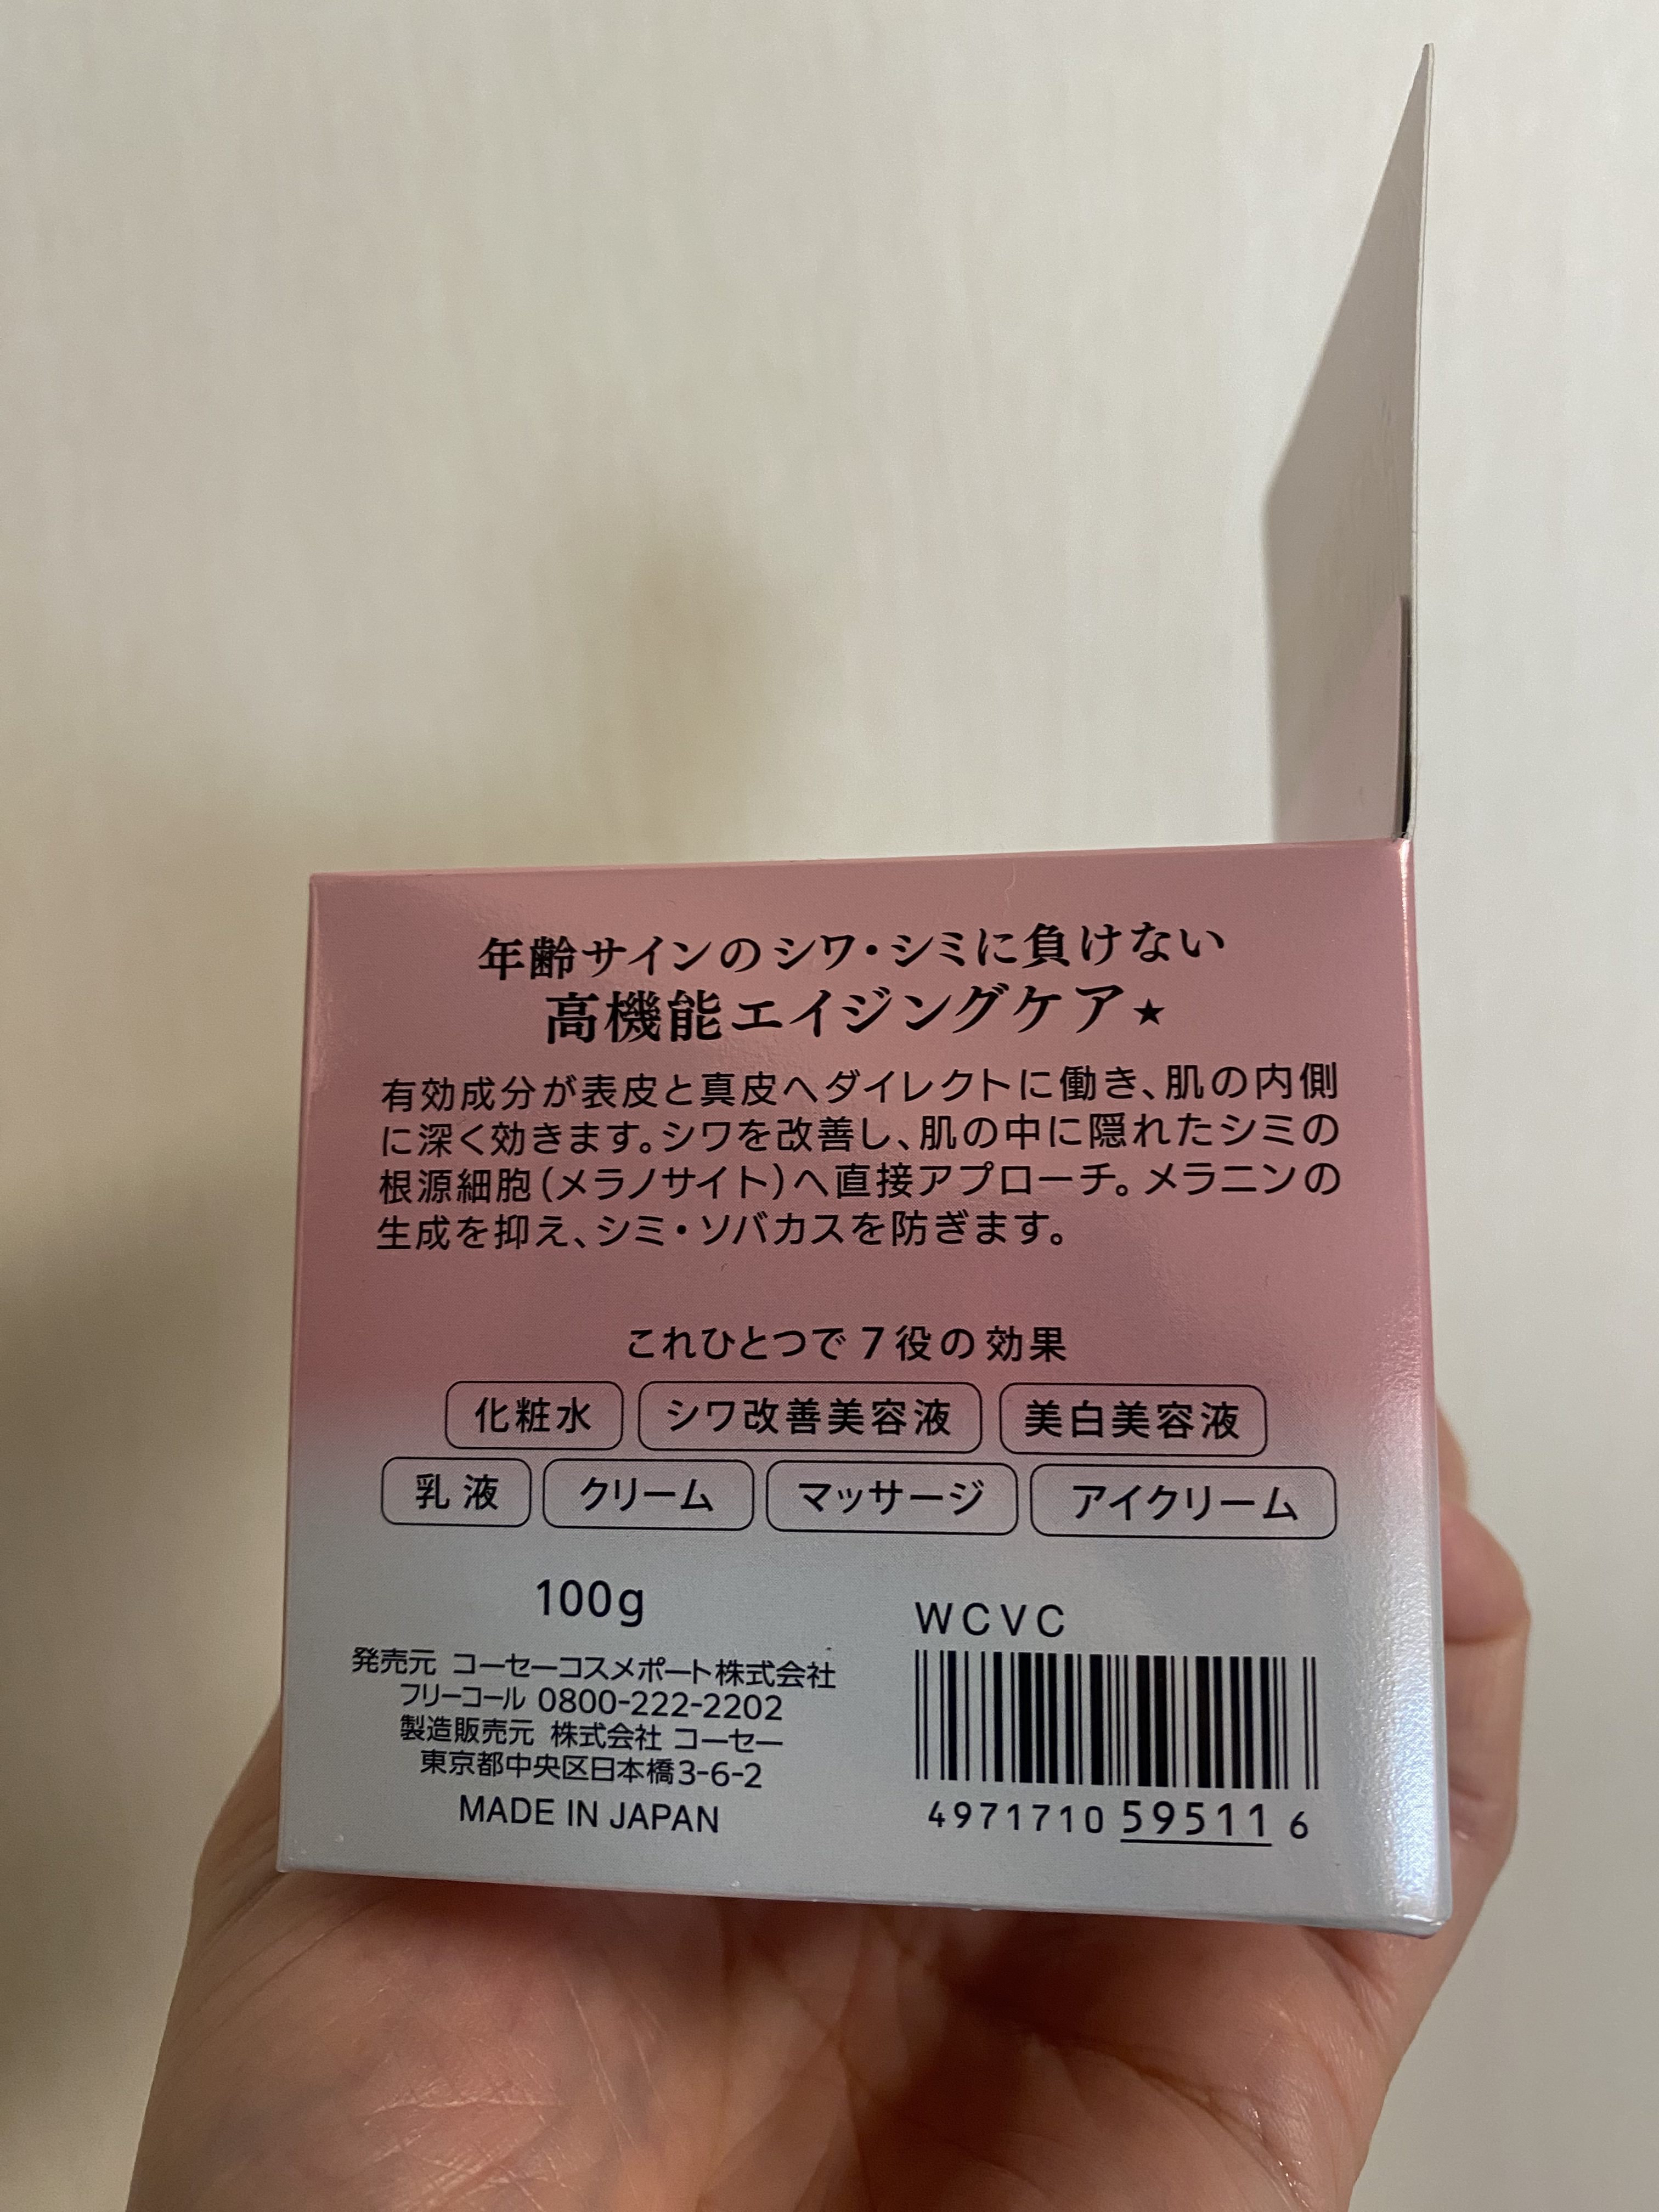 年齢サインのシワ・シミに負けない
高機能エイジングケア★
有効成分が表皮と真皮へダイレクトに働き、肌の内側
に深く効きます。シワを改善し、肌の中に隠れたシミの
根源細胞(メラノサイト)へ直接アプローチ。メラニンの
生成を抑え、シミ・ソバカスを防ぎます。
これひとつで7役の効果
化粧水 シワ改善美容液 美白美容液
乳液 クリーム マッサージ アイクリーム
100g
発売元 コーセーコスメポート株式会社
フリーコール 0800-222-2202
製造販売元 株式会社 コーセー
東京都中央区日本橋3-6-2
MADE IN JAPAN
WCVC
4971710 59511 6